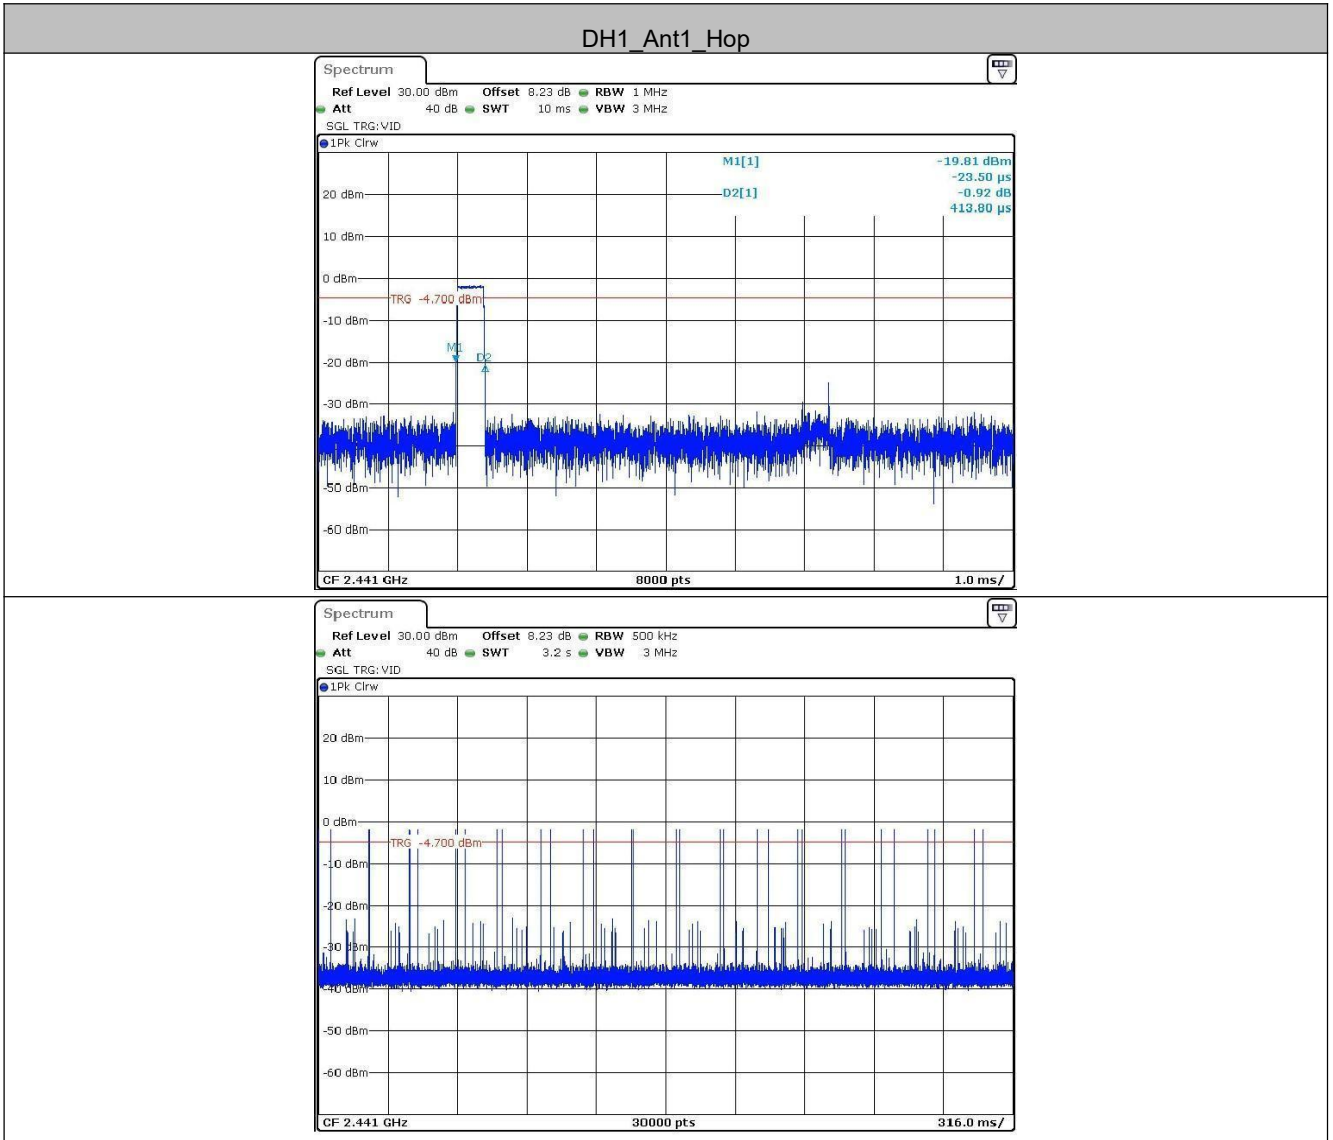 DH1_Ant1_Hop
Spectrum
Ref Level 30.00 dBm Offset 8.23 dB RBW 1 MHz
Att 40 dB SWT 10 ms VBW 3 MHz
SGL TRG:VID
1Pk Clrw
M1[1] -19.81 dBm
-23.50 µs
20 dBm D2[1] -0.92 dB
413.80 µs
10 dBm
0 dBm
TRG -4.700 dBm
-10 dBm
M1
D2
-20 dBm
-30 dBm
-50 dBm
-60 dBm
CF 2.441 GHz 8000 pts 1.0 ms/
Spectrum
Ref Level 30.00 dBm Offset 8.23 dB RBW 500 kHz
Att 40 dB SWT 3.2 s VBW 3 MHz
SGL TRG:VID
1Pk Clrw
20 dBm
10 dBm
0 dBm
TRG -4.700 dBm
-10 dBm
-20 dBm
-30 dBm
-40 dBm
-50 dBm
-60 dBm
CF 2.441 GHz 30000 pts 316.0 ms/